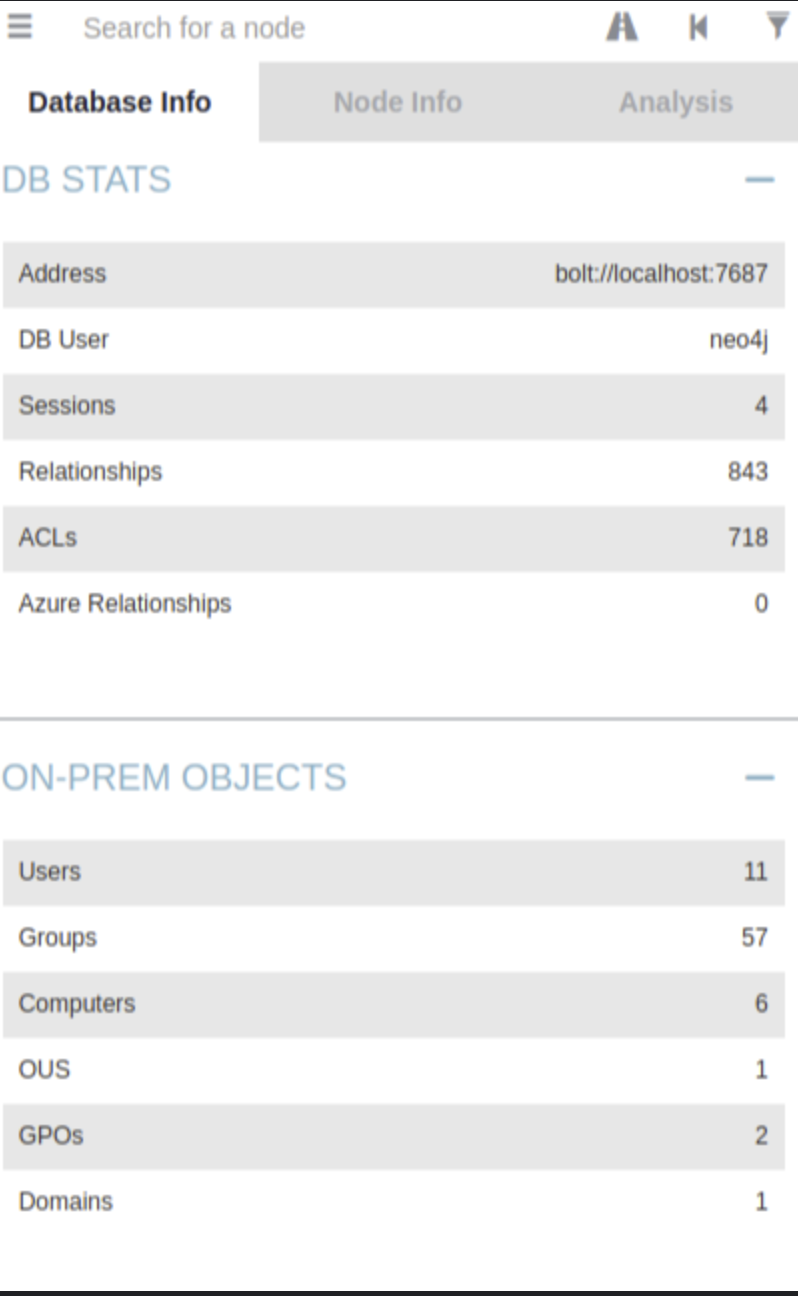 Search for a node
Database Info Node Info Analysis
DB STATS
Address bolt://localhost:7687
DB User neo4j
Sessions 4
Relationships 843
ACLs 718
Azure Relationships 0
ON-PREM OBJECTS
Users 11
Groups 57
Computers 6
OUS 1
GPOs 2
Domains 1